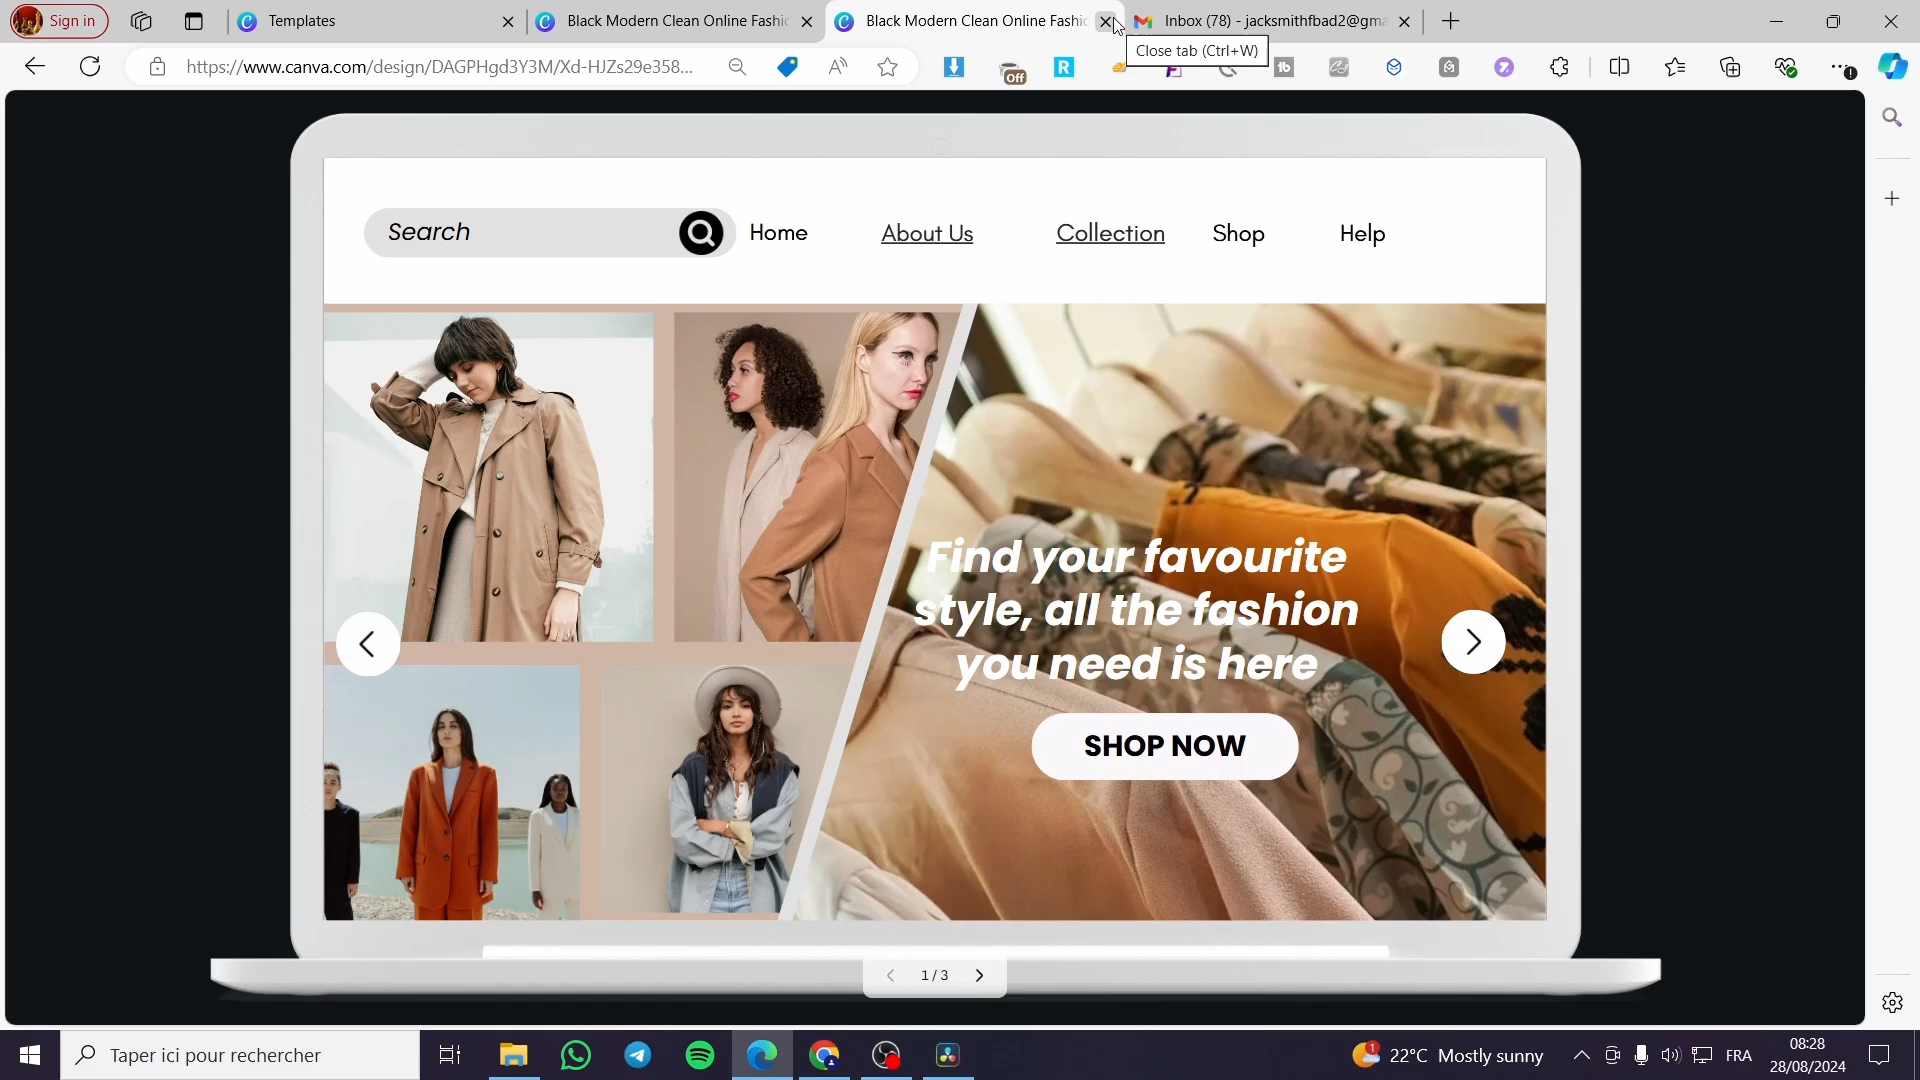 Sign in
Templates
Black Modern Clean Online Fashic
Black Modern Clean Online Fashic
Inbox (78) - jacksmithfbad2@gma
Close tab (Ctrl+W)
https://www.canva.com/design/DAGPHgd3Y3M/Xd-HJZs29e358...
Off
Search
Home
About Us
Collection
Shop
Help
Find your favourite
style, all the fashion
you need is here
SHOP NOW
1 / 3
Taper ici pour rechercher
1
22°C Mostly sunny
FRA
08:28
28/08/2024